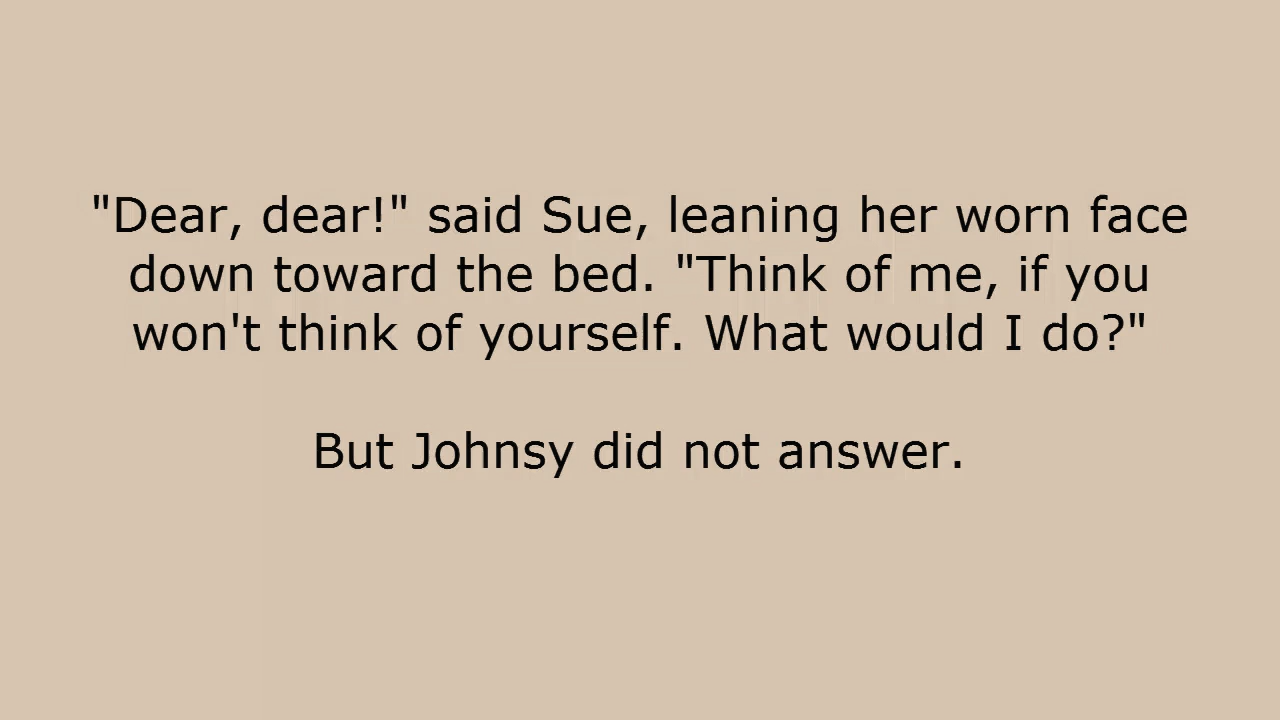 "Dear, dear!" said Sue, leaning her worn face
down toward the bed. "Think of me, if you
won't think of yourself. What would I do?"
But Johnsy did not answer.